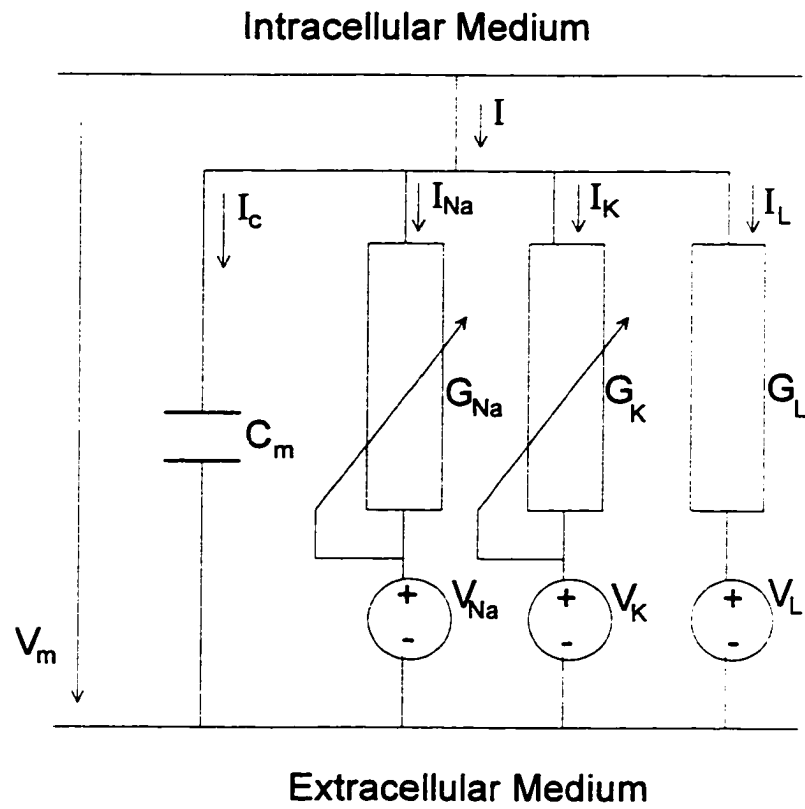 Intracellular Medium
I
I_c
I_Na
I_K
I_L
C_m
G_Na
G_K
G_L
+
V_Na
+
V_K
+
V_L
-
-
-
V_m
Extracellular Medium